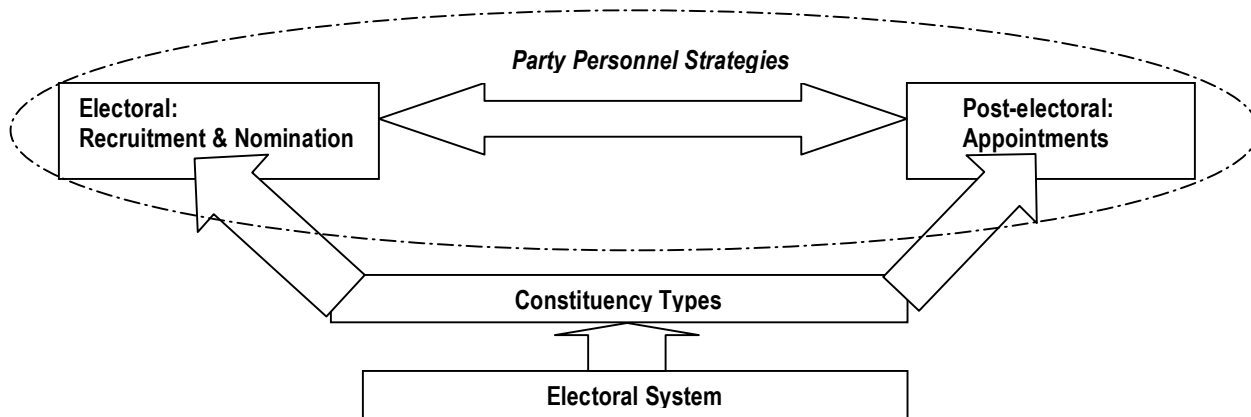 Party Personnel Strategies
Electoral:
Recruitment & Nomination
Post-electoral:
Appointments
Constituency Types
Electoral System